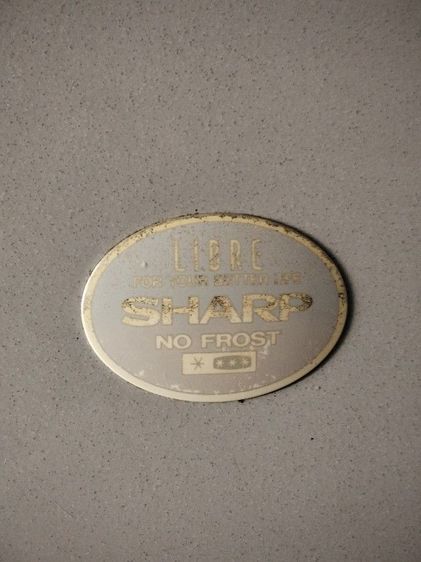 LIBRE
FOR YOUR BETTER LIFE
SHARP
NO FROST